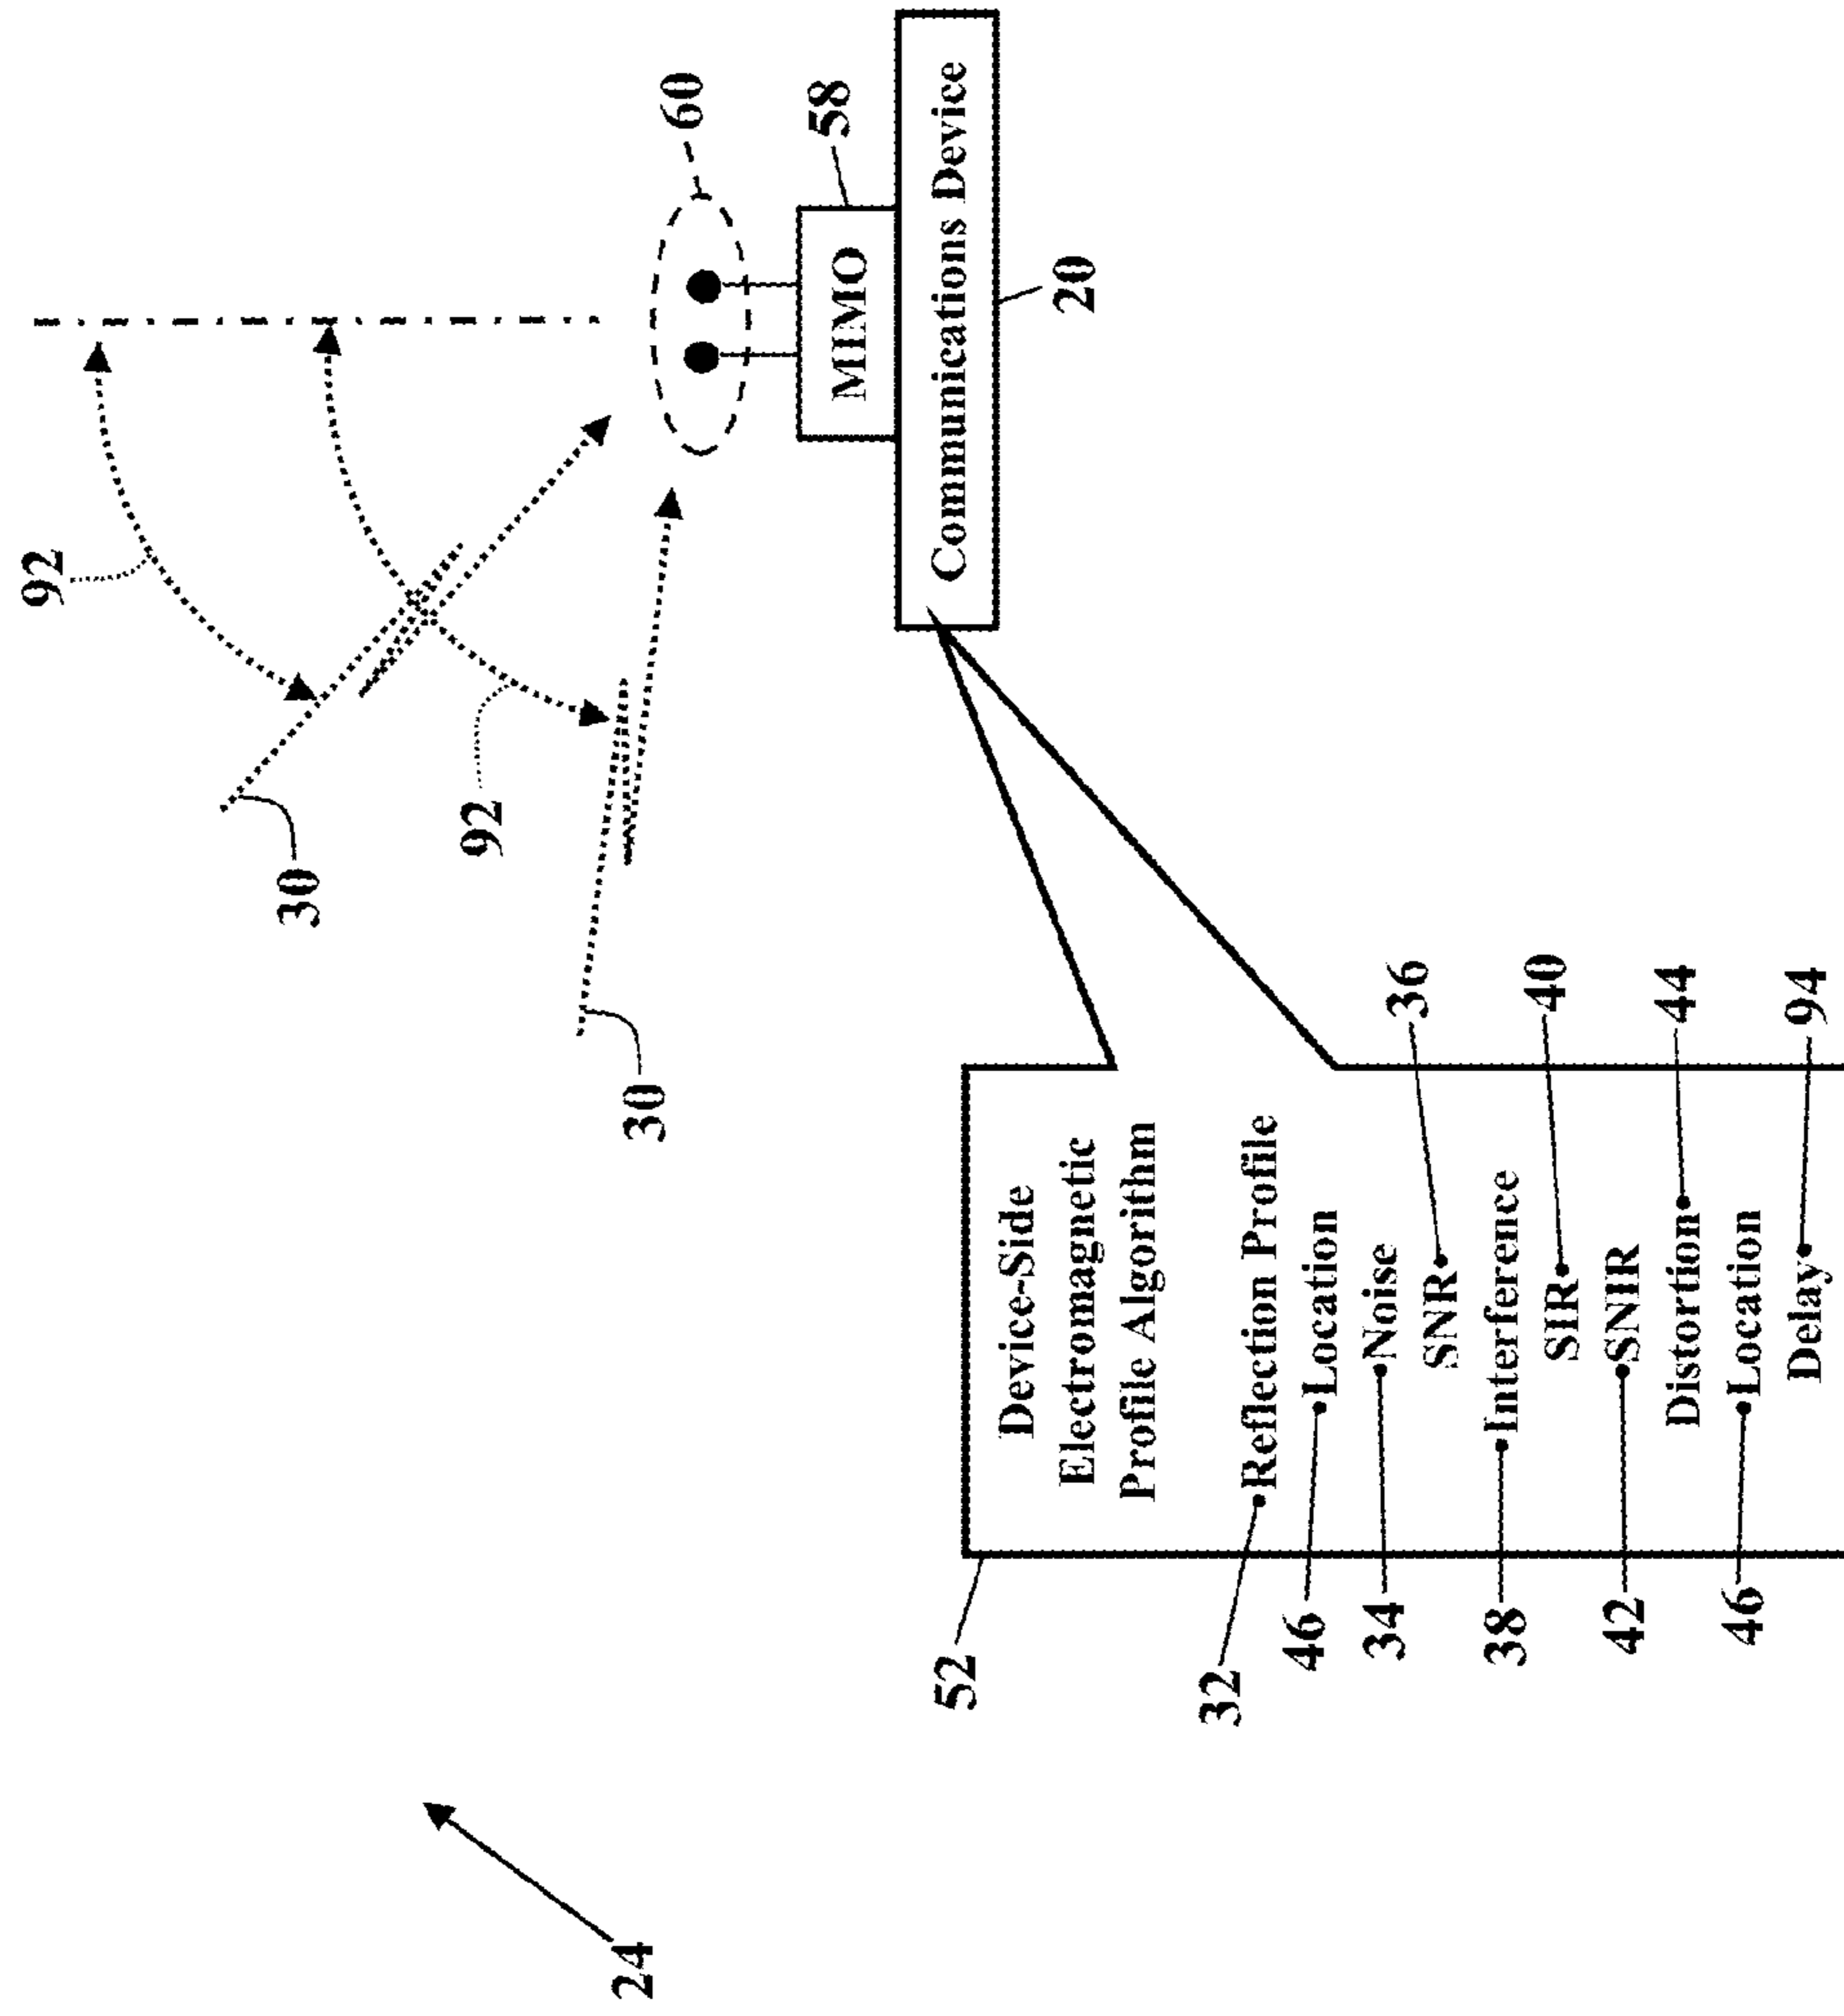 92
30
92
30
60
58
MIMO
Communications Device
20
24
52
Device-Side
Electromagnetic
Profile Algorithm
32
Reflection Profile
46
Location
34
Noise
SNR
36
38
Interference
SIR
40
42
SNIR
Distortion
44
46
Location
Delay
94